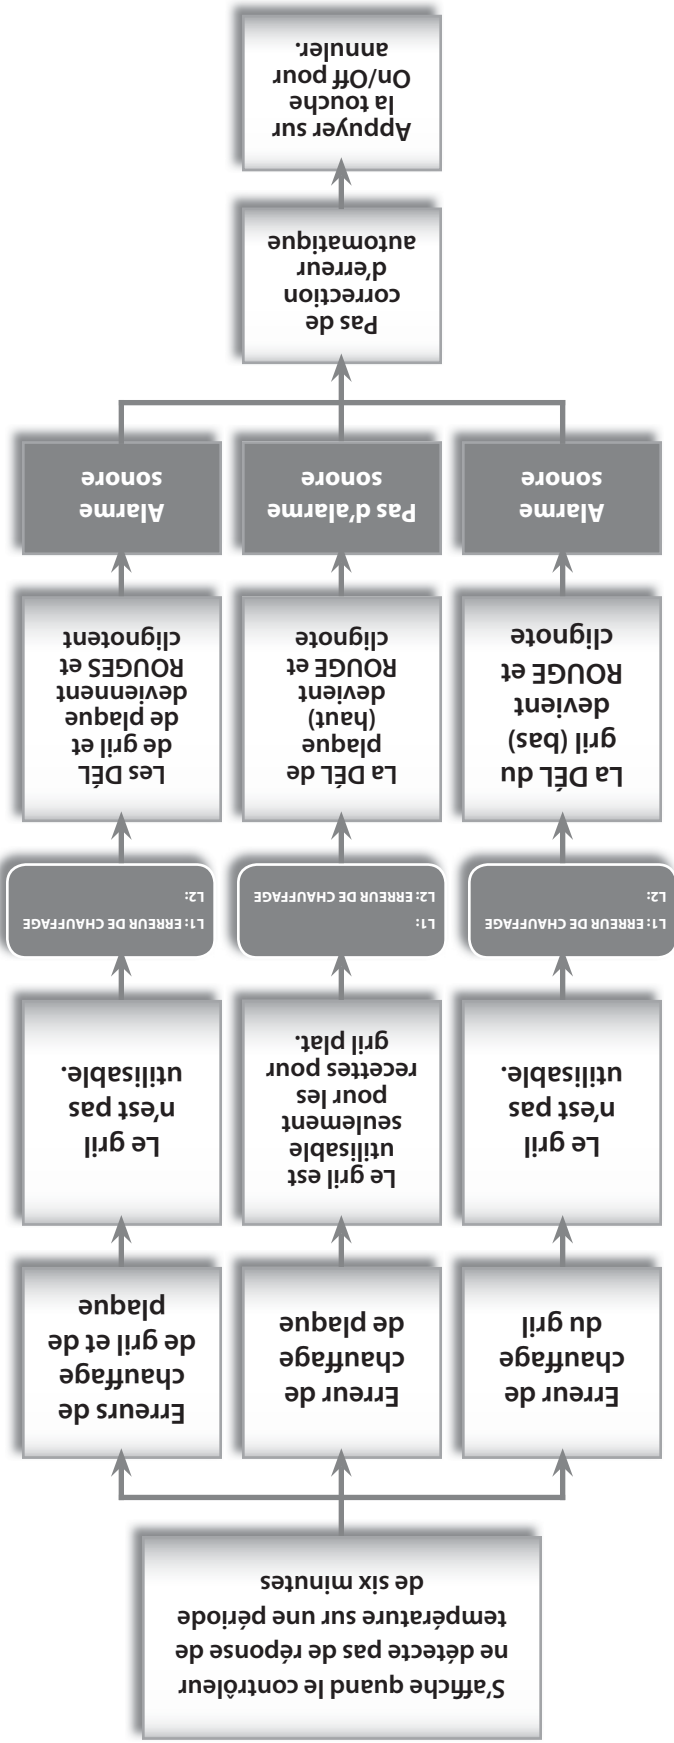 S'affiche quand le contrôleur
ne détecte pas de réponse de
température sur une période
de six minutes
Erreur de
chauffage
du gril
Erreur de
chauffage
de plaque
Erreurs de
chauffage
de gril et de
plaque
Le gril
n'est pas
utilisable.
Le gril est
utilisable
seulement
pour les
recettes pour
gril plat.
Le gril
n'est pas
utilisable.
L1: ERREUR DE CHAUFFAGE
L2:
L1:
L2: ERREUR DE CHAUFFAGE
L1: ERREUR DE CHAUFFAGE
L2:
La DÉL du
gril (bas)
devient
ROUGE et
clignote
La DÉL de
plaque
(haut)
devient
ROUGE et
clignote
Les DÉL
de gril et
de plaque
deviennent
ROUGES et
clignotent
Alarme
sonore
Pas d'alarme
sonore
Alarme
sonore
Pas de
correction
d'erreur
automatique
Appuyer sur
la touche
On/Off pour
annuler.